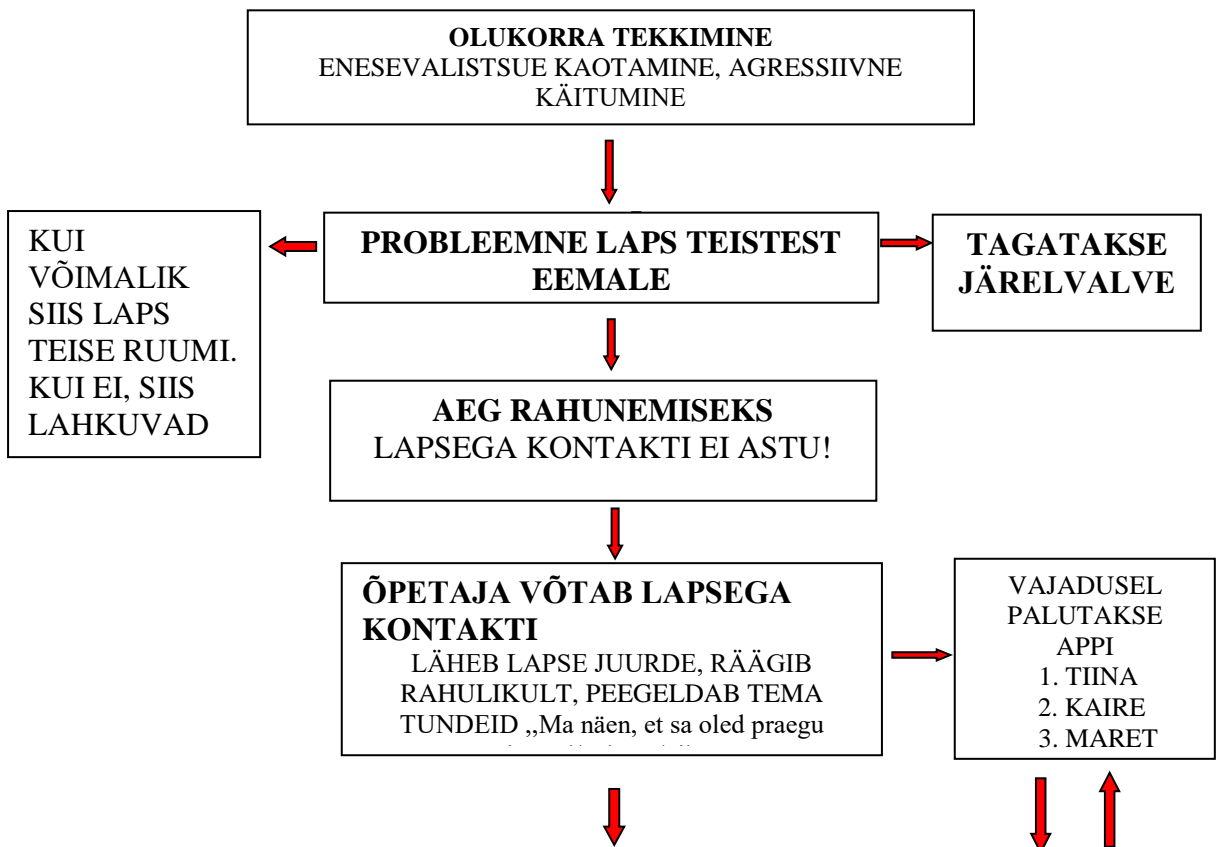 OLUKORRA TEKKIMINE
ENESEVALISTSUE KAOTAMINE, AGRESSIIVNE
KÄITUMINE
KUI
VÕIMALIK
SIIS LAPS
TEISE RUUMI.
KUI EI, SIIS
LAHKUVAD
PROBLEEMNE LAPS TEISTEST
EEMALE
TAGATAKSE
JÄRELVALVE
AEG RAHUNEMISEKS
LAPSEGA KONTAKTI EI ASTU!
ÕPETAJA VÕTAB LAPSEGA
KONTAKTI
LÄHEB LAPSE JUURDE, RÄÄGIB
RAHULIKULT, PEEGELDAB TEMA
TUNDEID „Ma näen, et sa oled praegu
VAJADUSEL
PALUTAKSE
APPI
1. TIINA
2. KAIRE
3. MARET